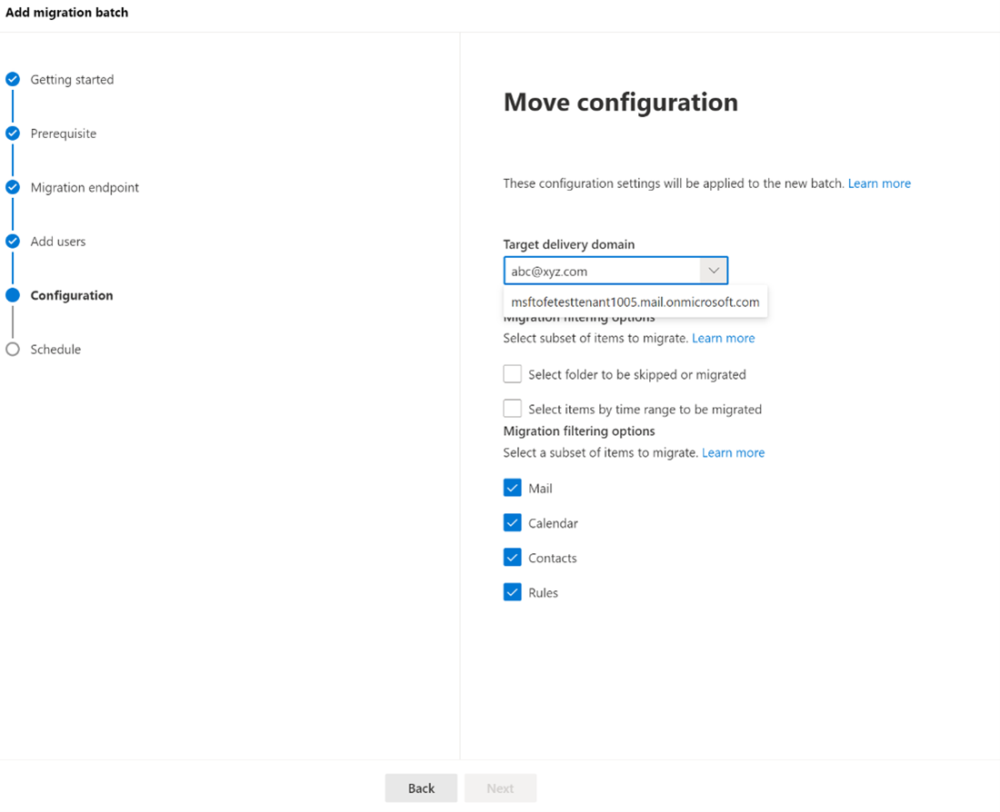 Add migration batch
Getting started
Prerequisite
Migration endpoint
Add users
Configuration
Schedule
Move configuration
These configuration settings will be applied to the new batch. Learn more
Target delivery domain
abc@xyz.com
msftofetesttenant1005.mail.onmicrosoft.com
Migration filtering options
Select subset of items to migrate. Learn more
Select folder to be skipped or migrated
Select items by time range to be migrated
Migration filtering options
Select a subset of items to migrate. Learn more
Mail
Calendar
Contacts
Rules
Back
Next